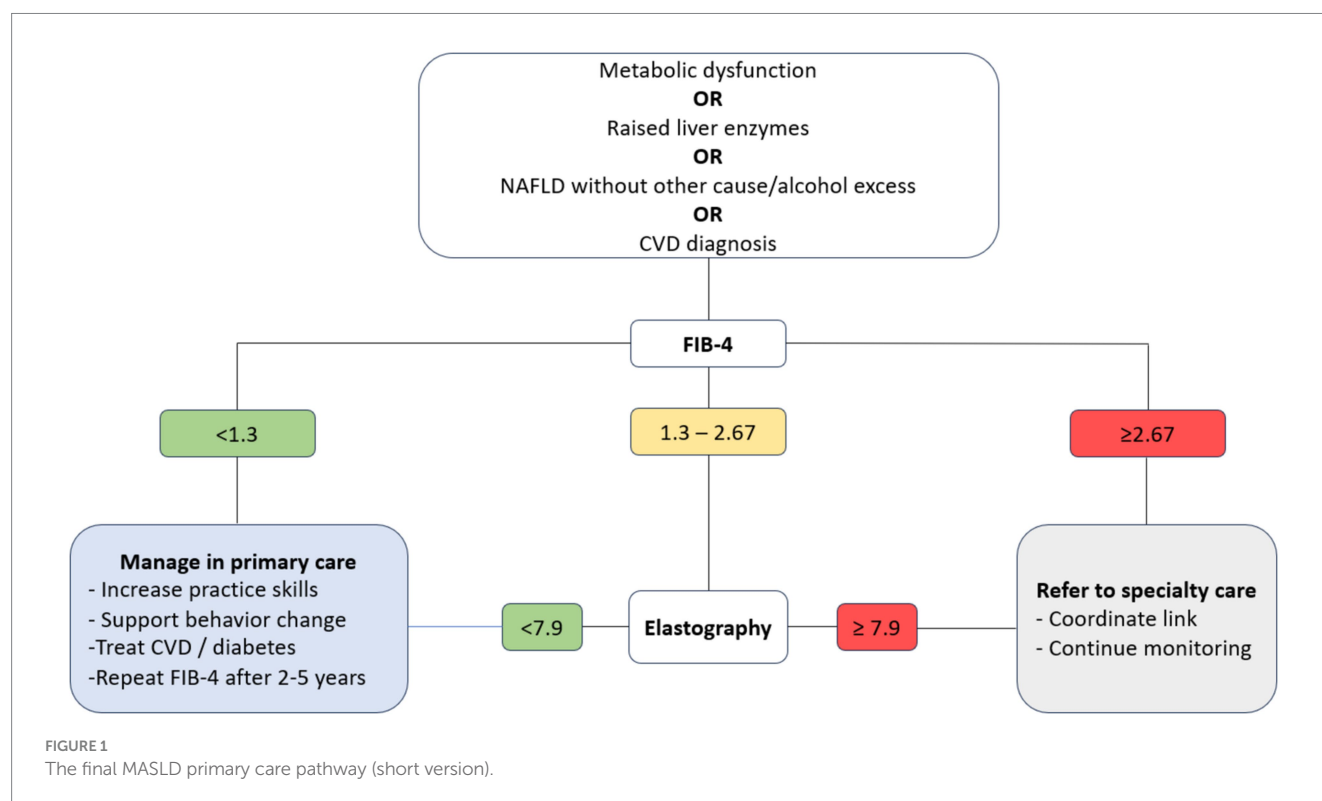 Metabolic dysfunction
OR
Raised liver enzymes
OR
NAFLD without other cause/alcohol excess
OR
CVD diagnosis
FIB-4
<1.3
1.3 – 2.67
≥2.67
Manage in primary care
- Increase practice skills
- Support behavior change
-Treat CVD / diabetes
-Repeat FIB-4 after 2-5 years
<7.9
Elastography
≥ 7.9
Refer to specialty care
- Coordinate link
- Continue monitoring
FIGURE 1
The final MASLD primary care pathway (short version).